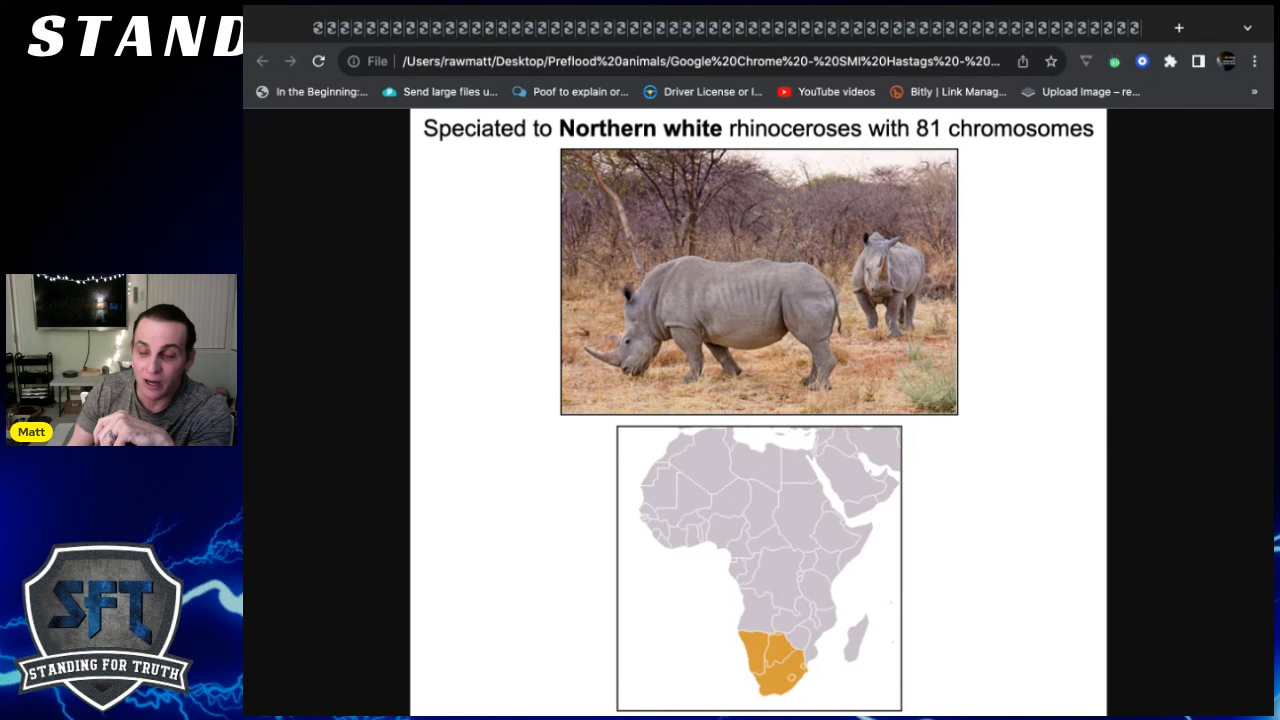 STAND
File
/Users/rawmatt/Desktop/Preflood%20animals/Google%20Chrome%20-%20SMI%20Hastags%20-%20...
In the Beginning:...
Send large files u...
Poof to explain or...
Driver License or I...
YouTube videos
Bitly | Link Manag...
Upload Image – re...
»
Speciated to Northern white rhinoceroses with 81 chromosomes
Matt
SFT
STANDING FOR TRUTH